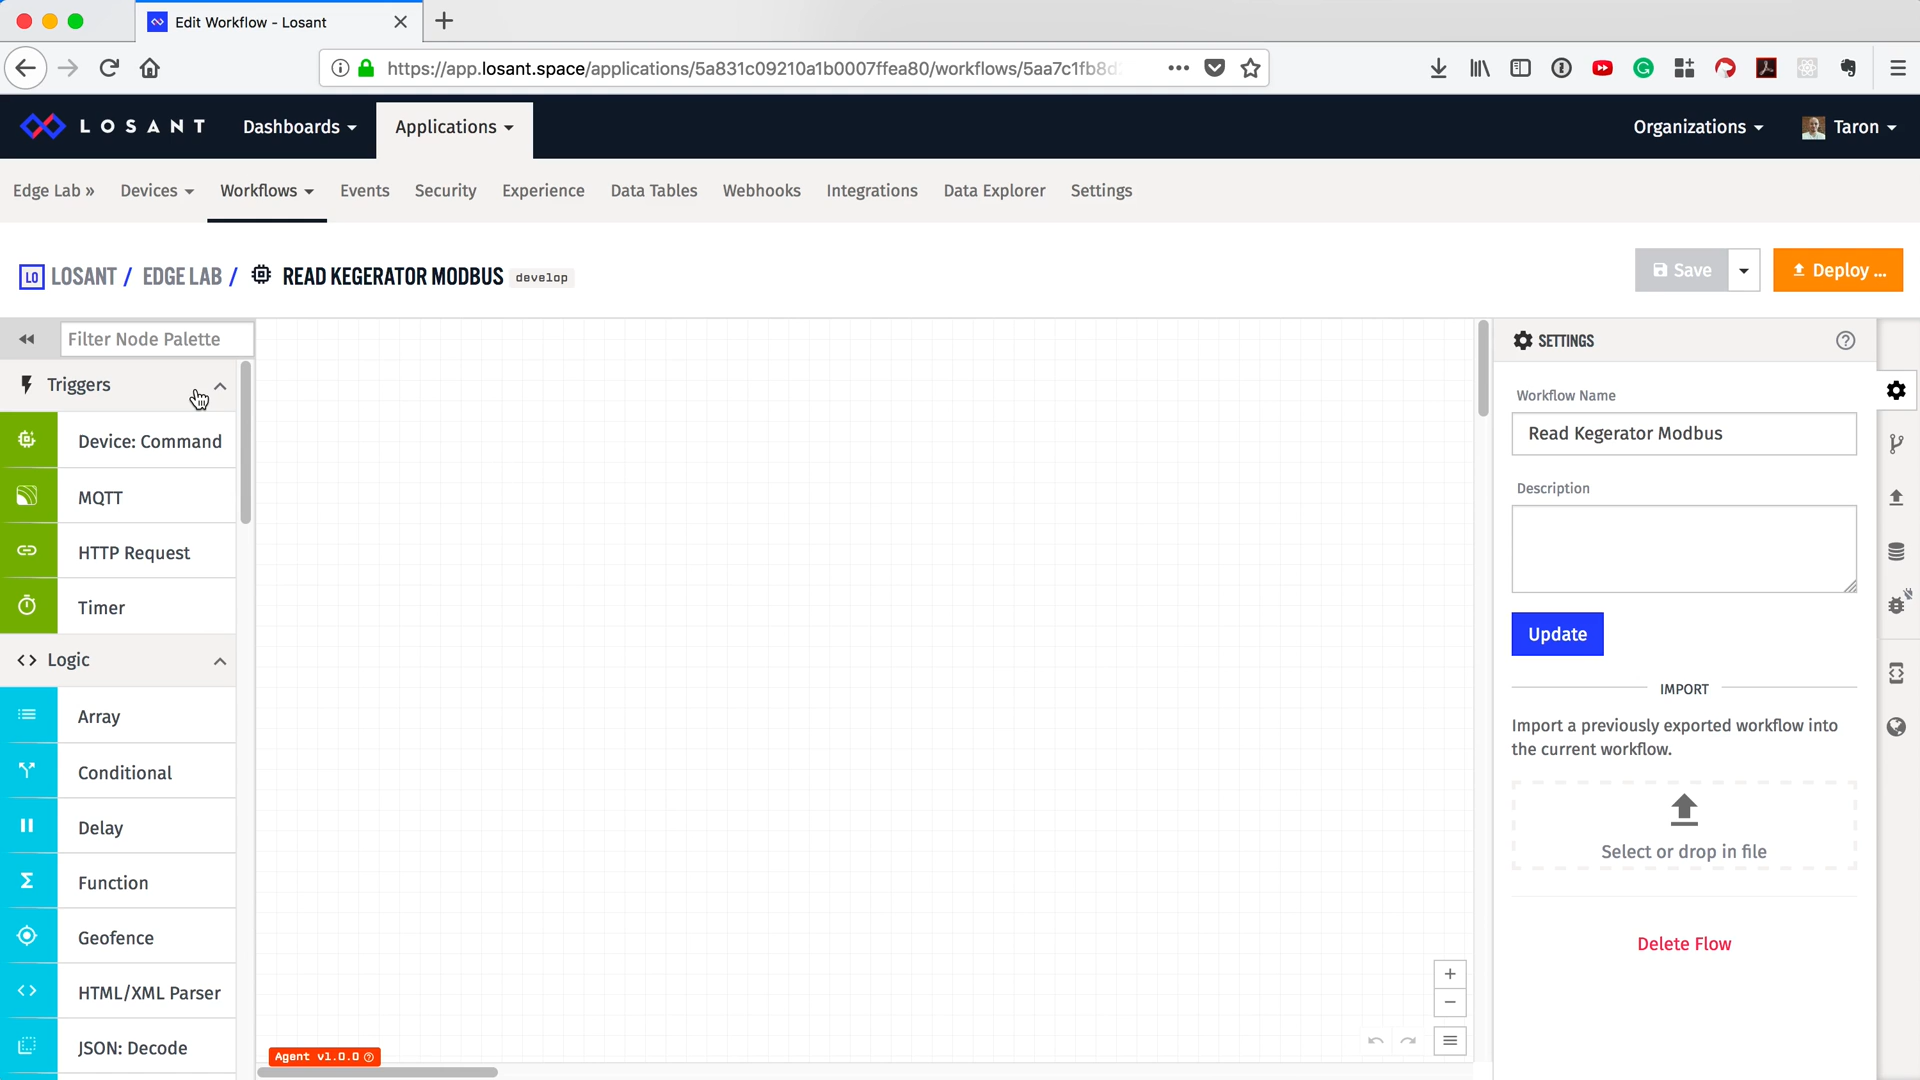 Edit Workflow - Losant
https://app.losant.space/applications/5a831c09210a1b0007ffea80/workflows/5aa7c1fb8d
LOSANT
Dashboards
Applications
Organizations
Taron
Edge Lab »
Devices
Workflows
Events
Security
Experience
Data Tables
Webhooks
Integrations
Data Explorer
Settings
LO LOSANT / EDGE LAB / READ KEGERATOR MODBUS develop
Save
Deploy ...
Filter Node Palette
Triggers
Device: Command
MQTT
HTTP Request
Timer
Logic
Array
Conditional
Delay
Function
Geofence
HTML/XML Parser
JSON: Decode
Agent v1.0.0
SETTINGS
Workflow Name
Read Kegerator Modbus
Description
Update
IMPORT
Import a previously exported workflow into
the current workflow.
Select or drop in file
Delete Flow